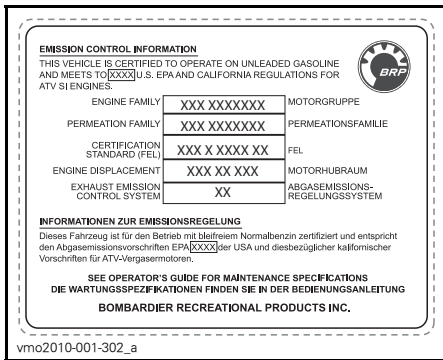 EMISSION CONTROL INFORMATION
THIS VEHICLE IS CERTIFIED TO OPERATE ON UNLEADED GASOLINE
AND MEETS TO XXXX U.S. EPA AND CALIFORNIA REGULATIONS FOR
ATV SI ENGINES.
BRP
ENGINE FAMILY XXX XXXXXXX MOTORGRUPPE
PERMEATION FAMILY XXX XXXXXXX PERMEATIONSFAMILIE
CERTIFICATION
STANDARD (FEL) XXX X XXXX XX FEL
ENGINE DISPLACEMENT XXX XX XXX MOTORHUBRAUM
EXHAUST EMISSION
CONTROL SYSTEM XX ABGASEMISSIONS-
REGELUNGSSYSTEM
INFORMATIONEN ZUR EMISSIONSREGELUNG
Dieses Fahrzeug ist für den Betrieb mit bleifreiem Normalbenzin zertifiziert und entspricht
den Abgasemissionsvorschriften EPA XXXX der USA und diesbezüglicher kalifornischer
Vorschriften für ATV-Vergasermotoren.
SEE OPERATOR'S GUIDE FOR MAINTENANCE SPECIFICATIONS
DIE WARTUNGSSPEZIFIKATIONEN FINDEN SIE IN DER BEDIENUNGSANLEITUNG
BOMBARDIER RECREATIONAL PRODUCTS INC.
vmo2010-001-302_a